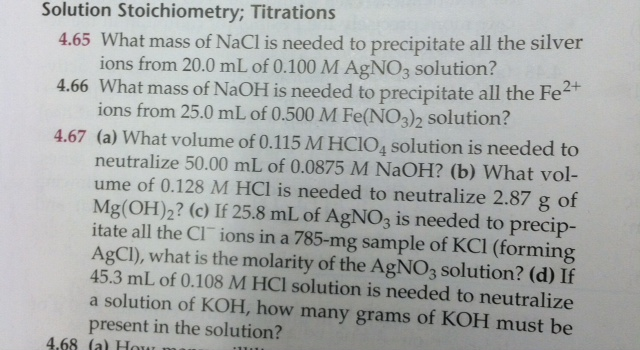 Solution Stoichiometry; Titrations
4.65 What mass of NaCl is needed to precipitate all the silver
ions from 20.0 mL of 0.100 M AgNO₃ solution?
4.66 What mass of NaOH is needed to precipitate all the Fe²⁺
ions from 25.0 mL of 0.500 M Fe(NO₃)₂ solution?
4.67 (a) What volume of 0.115 M HClO₄ solution is needed to
neutralize 50.00 mL of 0.0875 M NaOH? (b) What vol-
ume of 0.128 M HCl is needed to neutralize 2.87 g of
Mg(OH)₂? (c) If 25.8 mL of AgNO₃ is needed to precip-
itate all the Cl⁻ ions in a 785-mg sample of KCl (forming
AgCl), what is the molarity of the AgNO₃ solution? (d) If
45.3 mL of 0.108 M HCl solution is needed to neutralize
a solution of KOH, how many grams of KOH must be
present in the solution?
4.68 (a) How